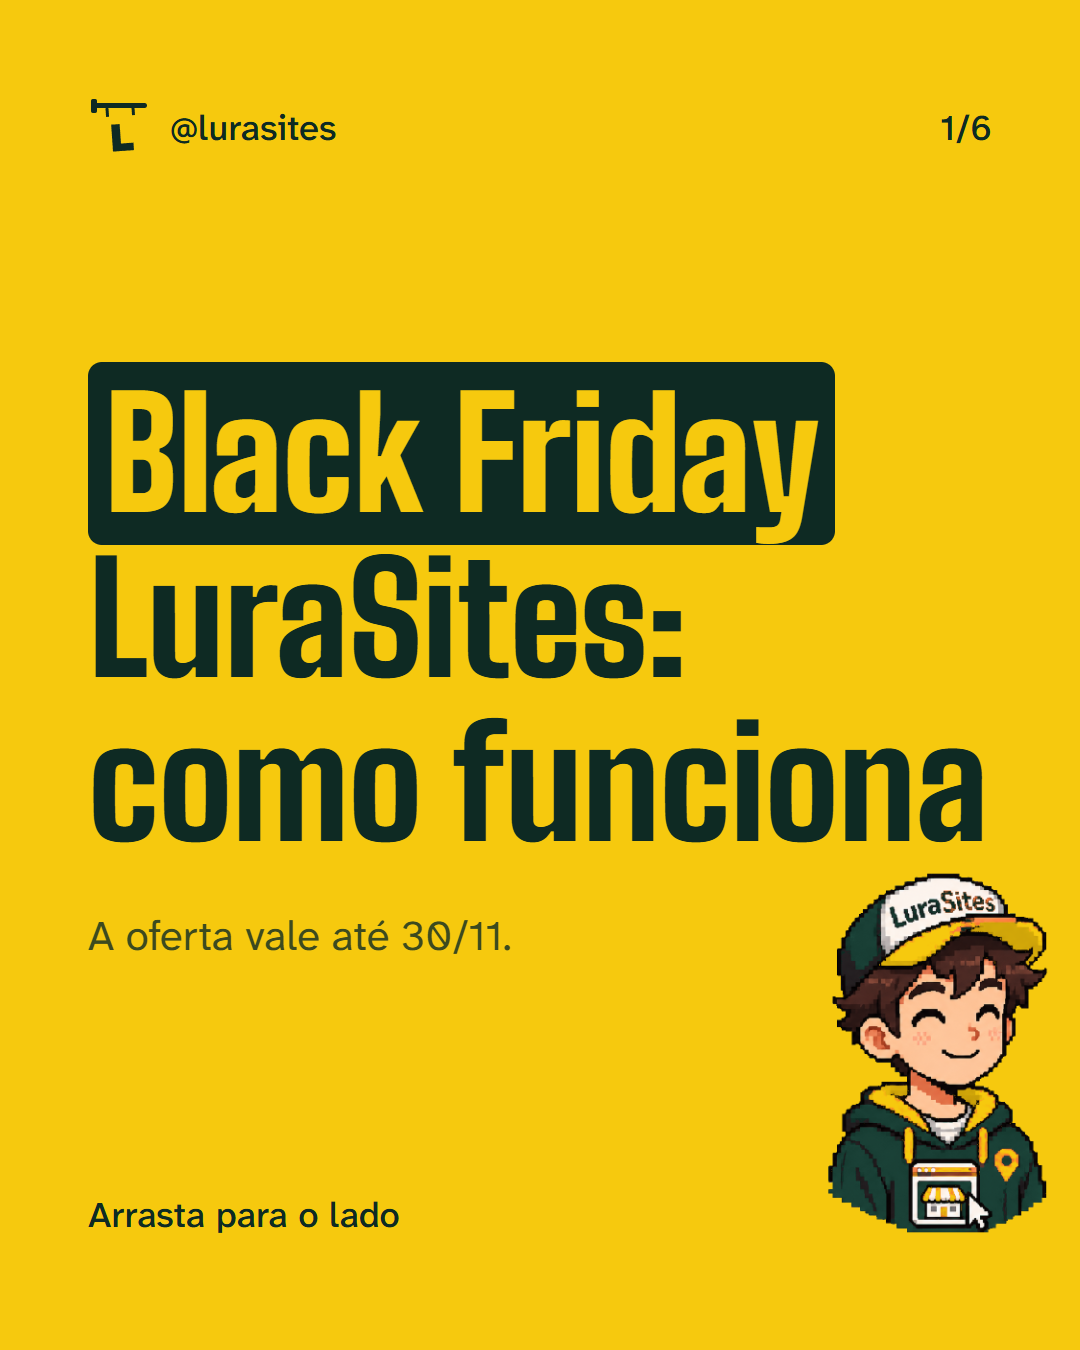 L
@lurasites
1/6
Black Friday
LuraSites:
como funciona
A oferta vale até 30/11.
LuraSites
Arrasta para o lado